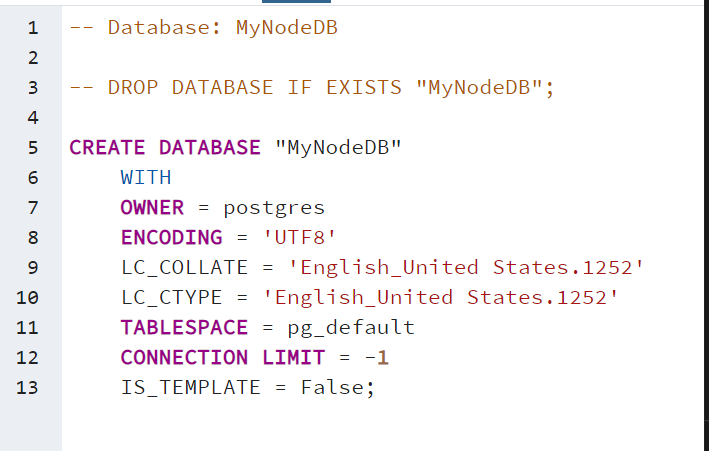 1 -- Database: MyNodeDB
2
3 -- DROP DATABASE IF EXISTS "MyNodeDB";
4
5 CREATE DATABASE "MyNodeDB"
6     WITH
7     OWNER = postgres
8     ENCODING = 'UTF8'
9     LC_COLLATE = 'English_United States.1252'
10     LC_CTYPE = 'English_United States.1252'
11     TABLESPACE = pg_default
12     CONNECTION LIMIT = -1
13     IS_TEMPLATE = False;